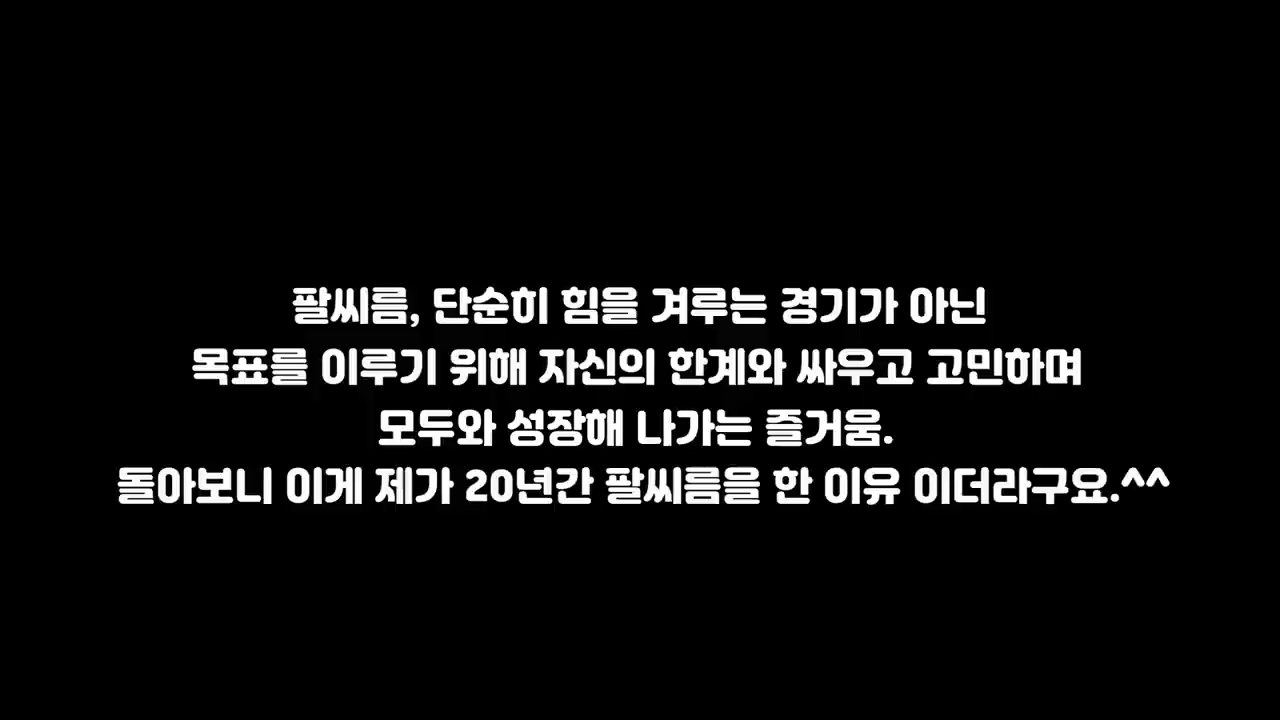 팔씨름, 단순히 힘을 겨루는 경기가 아닌
목표를 이루기 위해 자신의 한계와 싸우고 고민하며
모두와 성장해 나가는 즐거움.
돌아보니 이게 제가 20년간 팔씨름을 한 이유 이더라구요.^^